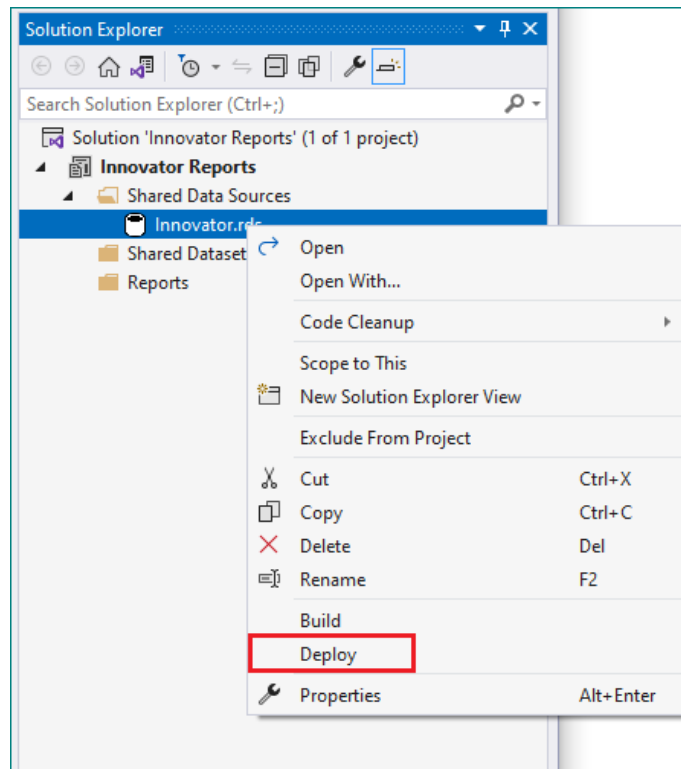 Solution Explorer
Search Solution Explorer (Ctrl+;)
Solution 'Innovator Reports' (1 of 1 project)
Innovator Reports
Shared Data Sources
Innovator.rds
Shared Dataset
Reports
Open
Open With...
Code Cleanup
Scope to This
New Solution Explorer View
Exclude From Project
Cut Ctrl+X
Copy Ctrl+C
Delete Del
Rename F2
Build
Deploy
Properties Alt+Enter